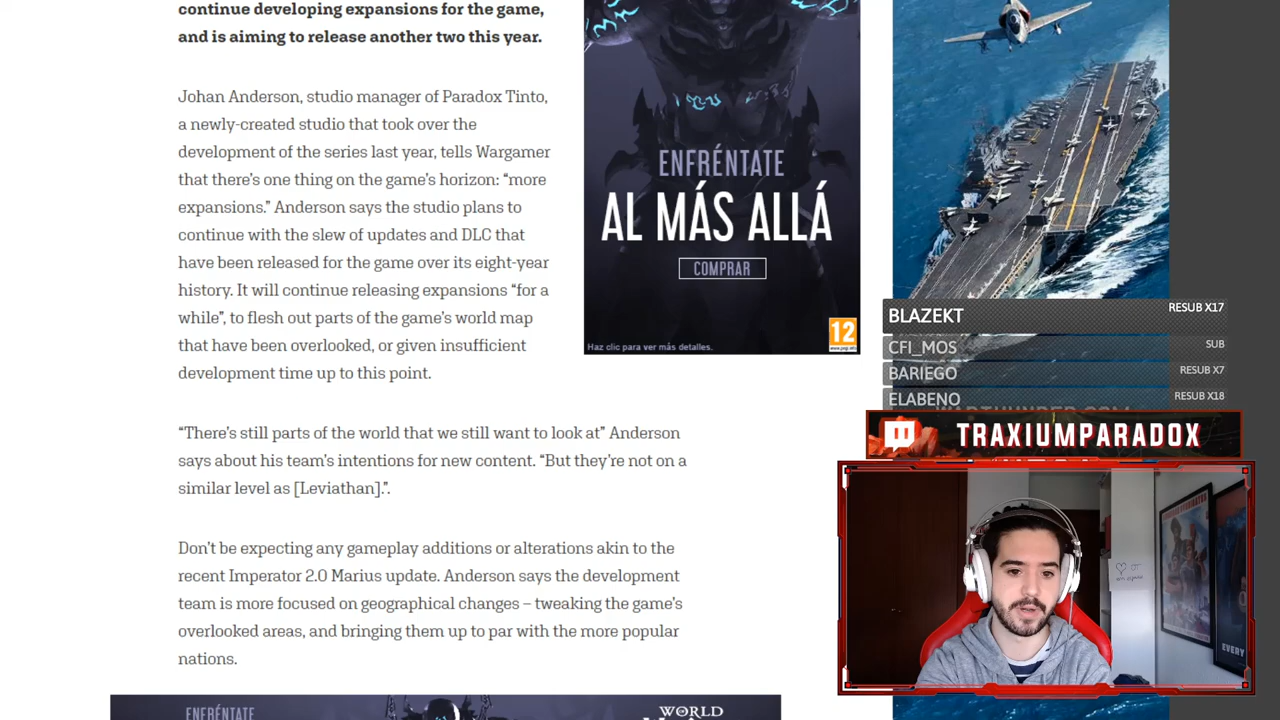 continue developing expansions for the game,
and is aiming to release another two this year.
Johan Anderson, studio manager of Paradox Tinto,
a newly-created studio that took over the
development of the series last year, tells Wargamer
that there's one thing on the game's horizon: “more
expansions.” Anderson says the studio plans to
continue with the slew of updates and DLC that
have been released for the game over its eight-year
history. It will continue releasing expansions “for a
while”, to flesh out parts of the game's world map
that have been overlooked, or given insufficient
development time up to this point.
“There's still parts of the world that we still want to look at” Anderson
says about his team's intentions for new content. “But they're not on a
similar level as [Leviathan].”.
Don't be expecting any gameplay additions or alterations akin to the
recent Imperator 2.0 Marius update. Anderson says the development
team is more focused on geographical changes – tweaking the game's
overlooked areas, and bringing them up to par with the more popular
nations.
ENFRÉNTATE
AL MÁS ALLÁ
COMPRAR
Haz clic para ver más detalles.
12
BLAZEKT RESUB X17
CFI_MOS SUB
BARIEGO RESUB X7
ELABENO RESUB X18
TRAXIUMPARADOX
EVERY
ENFRÉNTATE
WORLD